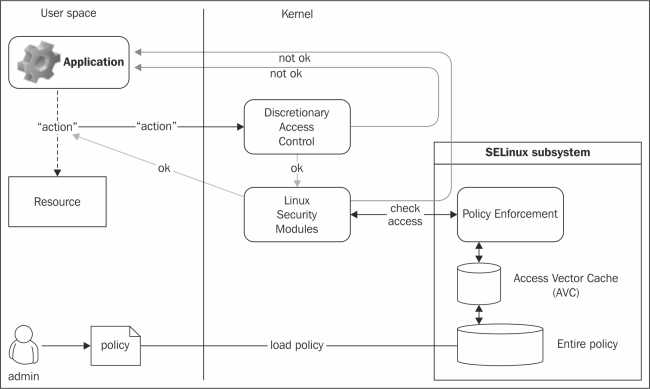 User space
Kernel
Application
not ok
not ok
"action"
"action"
Discretionary
Access
Control
ok
ok
SELinux subsystem
Resource
Linux
Security
Modules
check
access
Policy Enforcement
Access Vector Cache
(AVC)
policy
load policy
Entire policy
admin